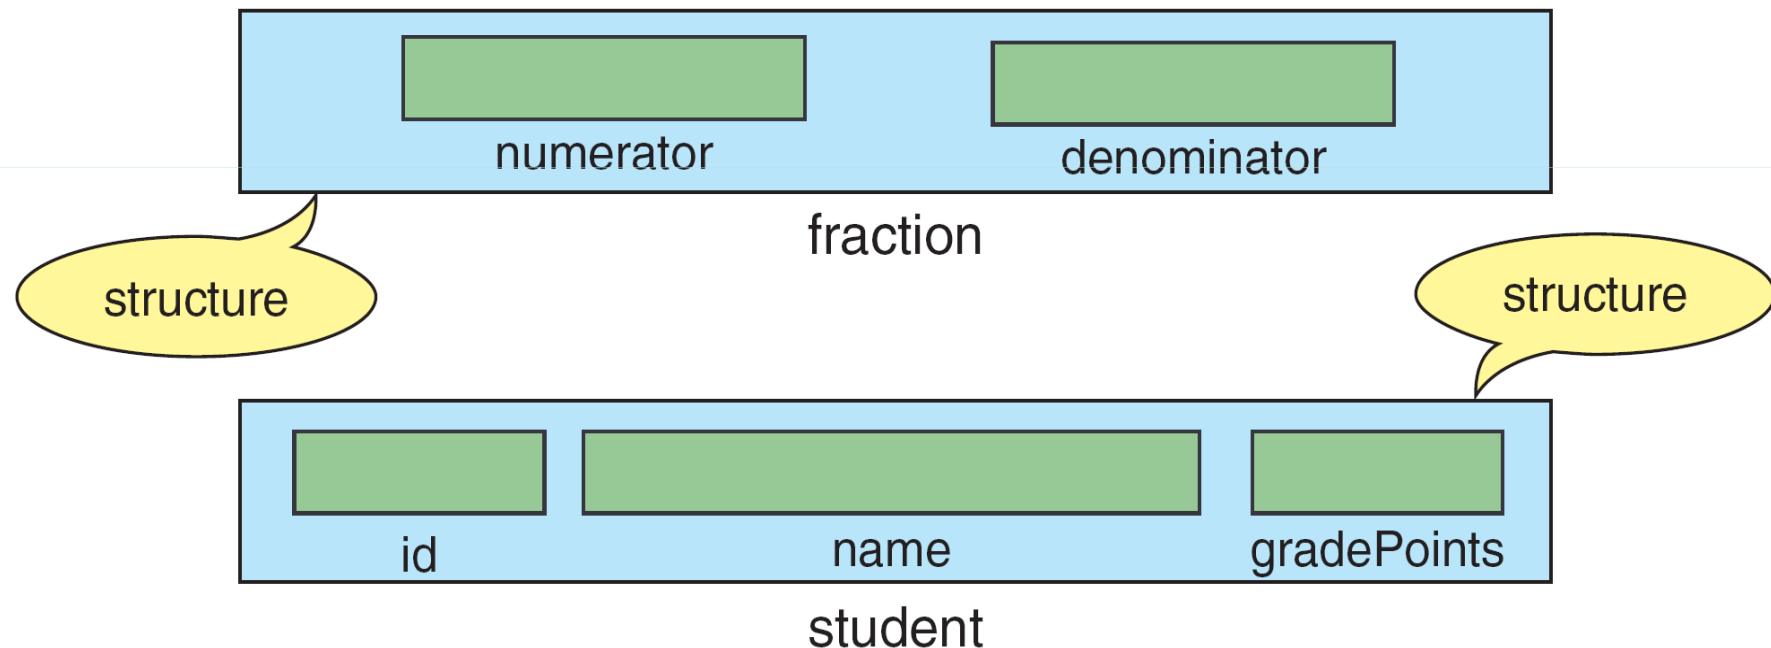 numerator
denominator
fraction
structure
structure
id
name
gradePoints
student